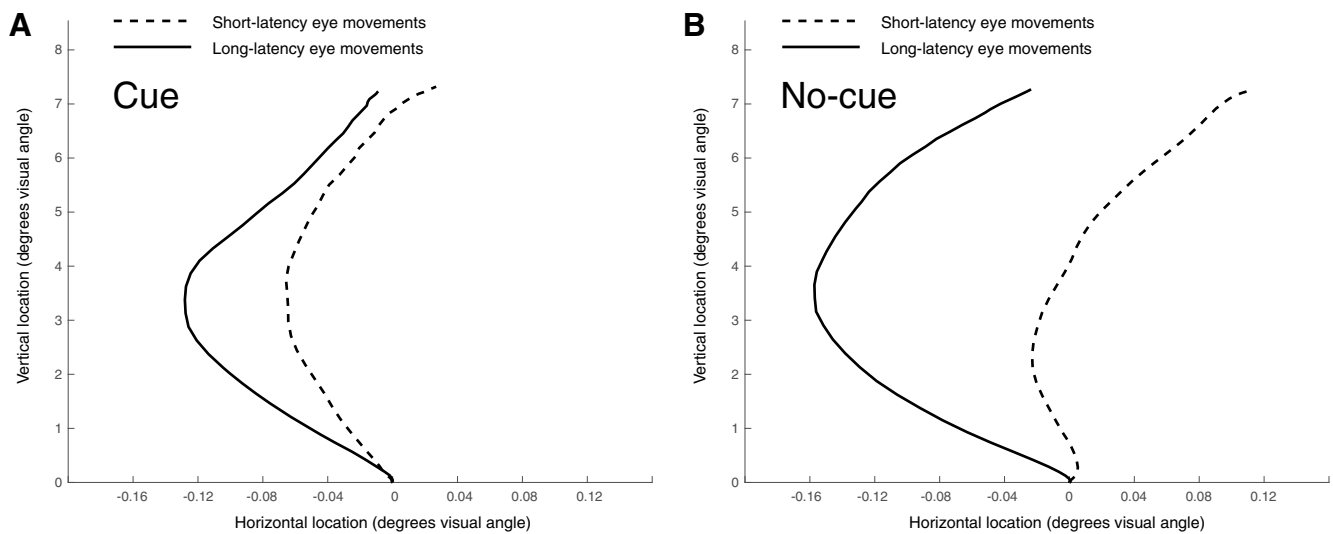 A
Short-latency eye movements
Long-latency eye movements
Cue
8
7
6
5
4
3
2
1
0
Vertical location (degrees visual angle)
-0.16 -0.12 -0.08 -0.04 0 0.04 0.08 0.12
Horizontal location (degrees visual angle)
B
Short-latency eye movements
Long-latency eye movements
No-cue
8
7
6
5
4
3
2
1
0
Vertical location (degrees visual angle)
-0.16 -0.12 -0.08 -0.04 0 0.04 0.08 0.12
Horizontal location (degrees visual angle)